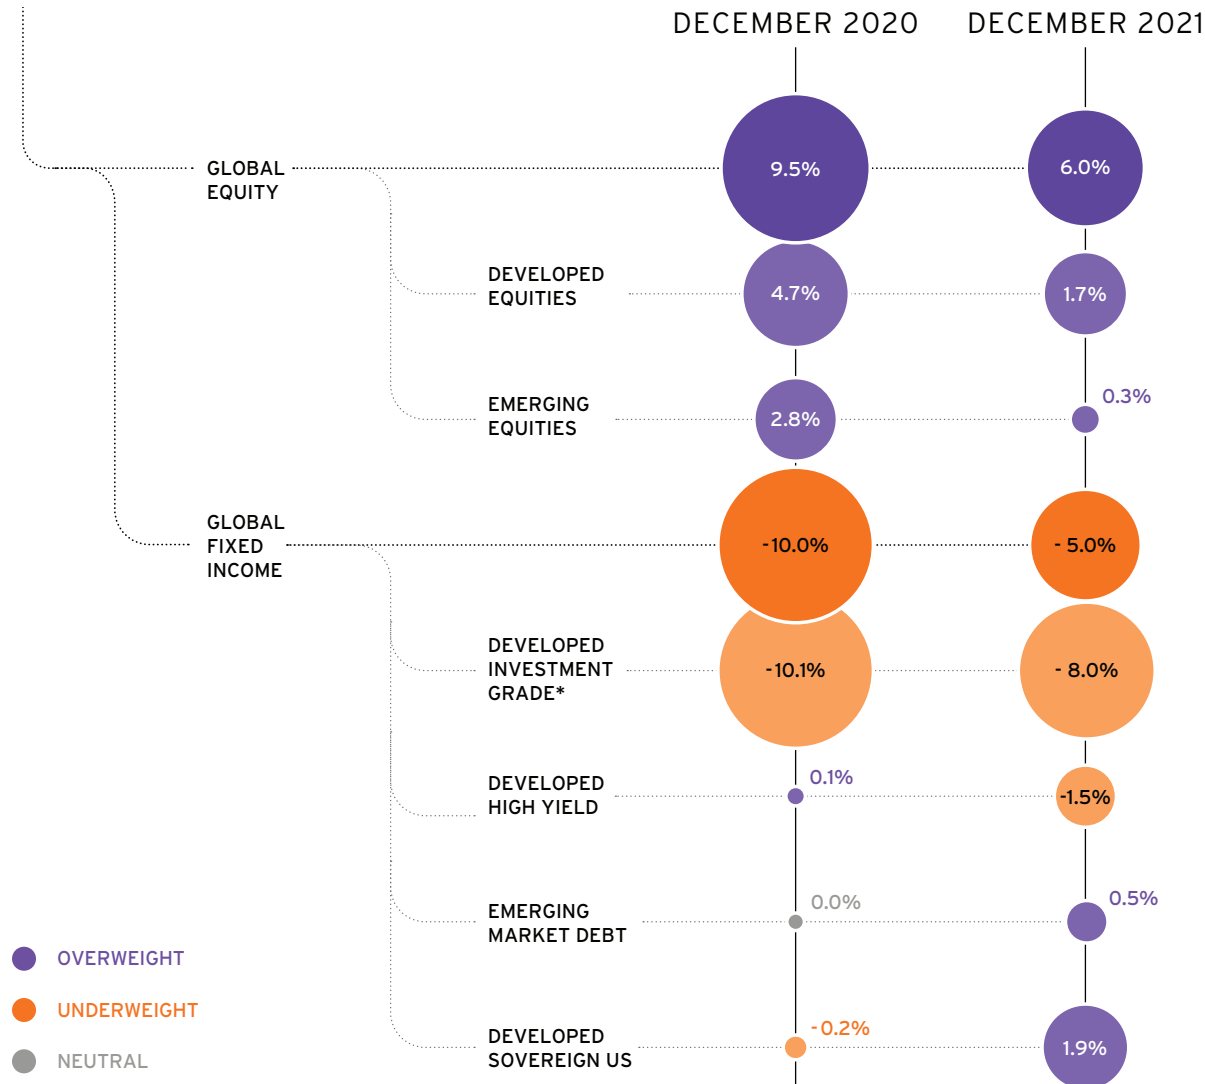 DECEMBER 2020 DECEMBER 2021
GLOBAL
EQUITY
9.5%
6.0%
DEVELOPED
EQUITIES
4.7%
1.7%
EMERGING
EQUITIES
2.8%
0.3%
GLOBAL
FIXED
INCOME
-10.0%
- 5.0%
DEVELOPED
INVESTMENT
GRADE*
-10.1%
- 8.0%
DEVELOPED
HIGH YIELD
0.1%
-1.5%
EMERGING
MARKET DEBT
0.0%
0.5%
DEVELOPED
SOVEREIGN US
- 0.2%
1.9%
OVERWEIGHT
UNDERWEIGHT
NEUTRAL